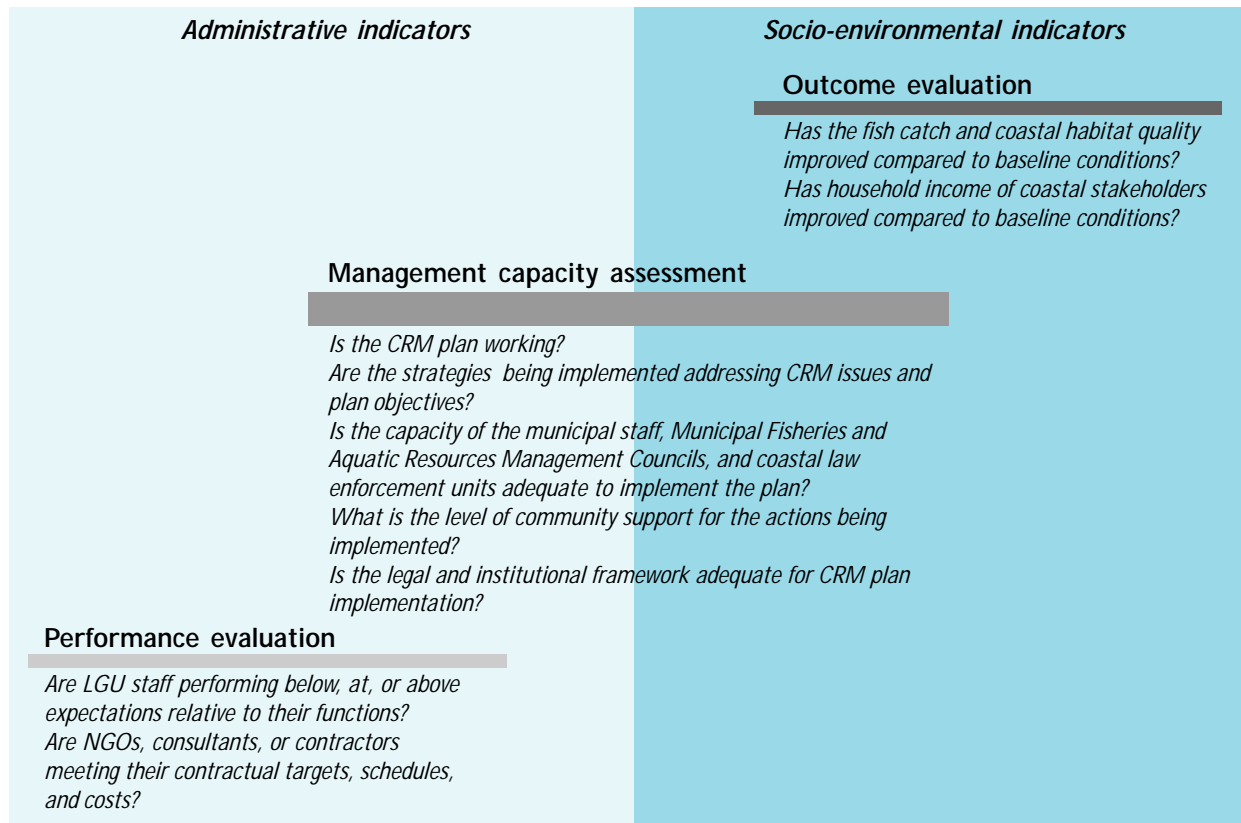 Administrative indicators
Socio-environmental indicators
Outcome evaluation
Has the fish catch and coastal habitat quality
improved compared to baseline conditions?
Has household income of coastal stakeholders
improved compared to baseline conditions?
Management capacity assessment
Is the CRM plan working?
Are the strategies being implemented addressing CRM issues and
plan objectives?
Is the capacity of the municipal staff, Municipal Fisheries and
Aquatic Resources Management Councils, and coastal law
enforcement units adequate to implement the plan?
What is the level of community support for the actions being
implemented?
Is the legal and institutional framework adequate for CRM plan
implementation?
Performance evaluation
Are LGU staff performing below, at, or above
expectations relative to their functions?
Are NGOs, consultants, or contractors
meeting their contractual targets, schedules,
and costs?